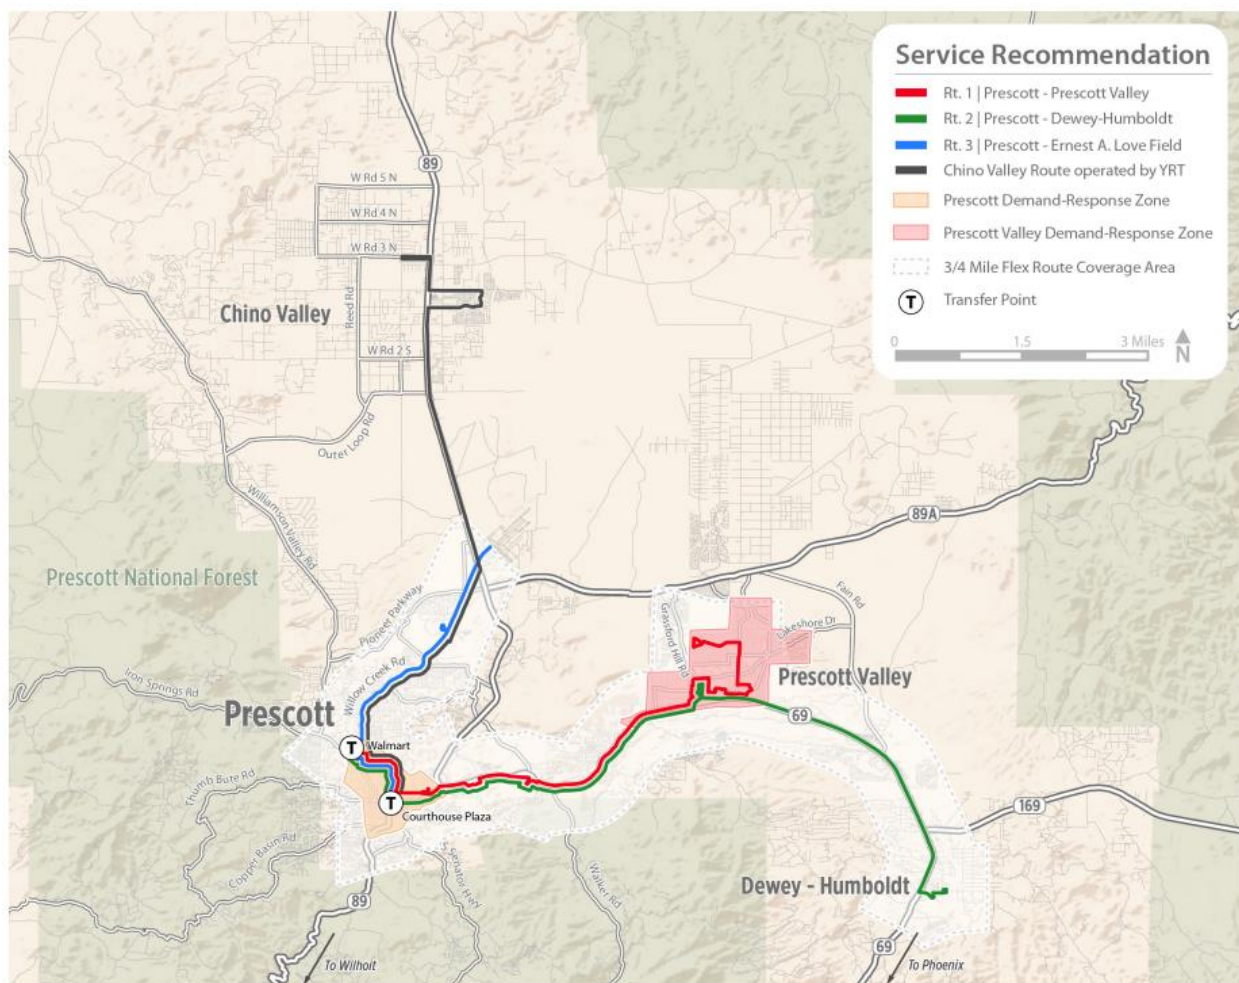 Service Recommendation
Rt. 1 | Prescott - Prescott Valley
Rt. 2 | Prescott - Dewey-Humboldt
Rt. 3 | Prescott - Ernest A. Love Field
Chino Valley Route operated by YRT
Prescott Demand-Response Zone
Prescott Valley Demand-Response Zone
3/4 Mile Flex Route Coverage Area
T
Transfer Point
0
1.5
3 Miles
N
89
W Rd 5 N
W Rd 4 N
W Rd 3 N
Reed Rd
Chino Valley
W Rd 2 S
Outer Loop Rd
Williamson Valley Rd
89A
Prescott National Forest
Pioneer Parkway
Fain Rd
Grassford Hill Rd
Lakeshore Dr
Willow Creek Rd
Iron Springs Rd
Prescott Valley
Prescott
69
T
Walmart
Thumb Bute Rd
T
Courthouse Plaza
169
Copper Basin Rd
S Senator Hwy
Walker Rd
Dewey - Humboldt
89
69
To Wilhoit
To Phoenix